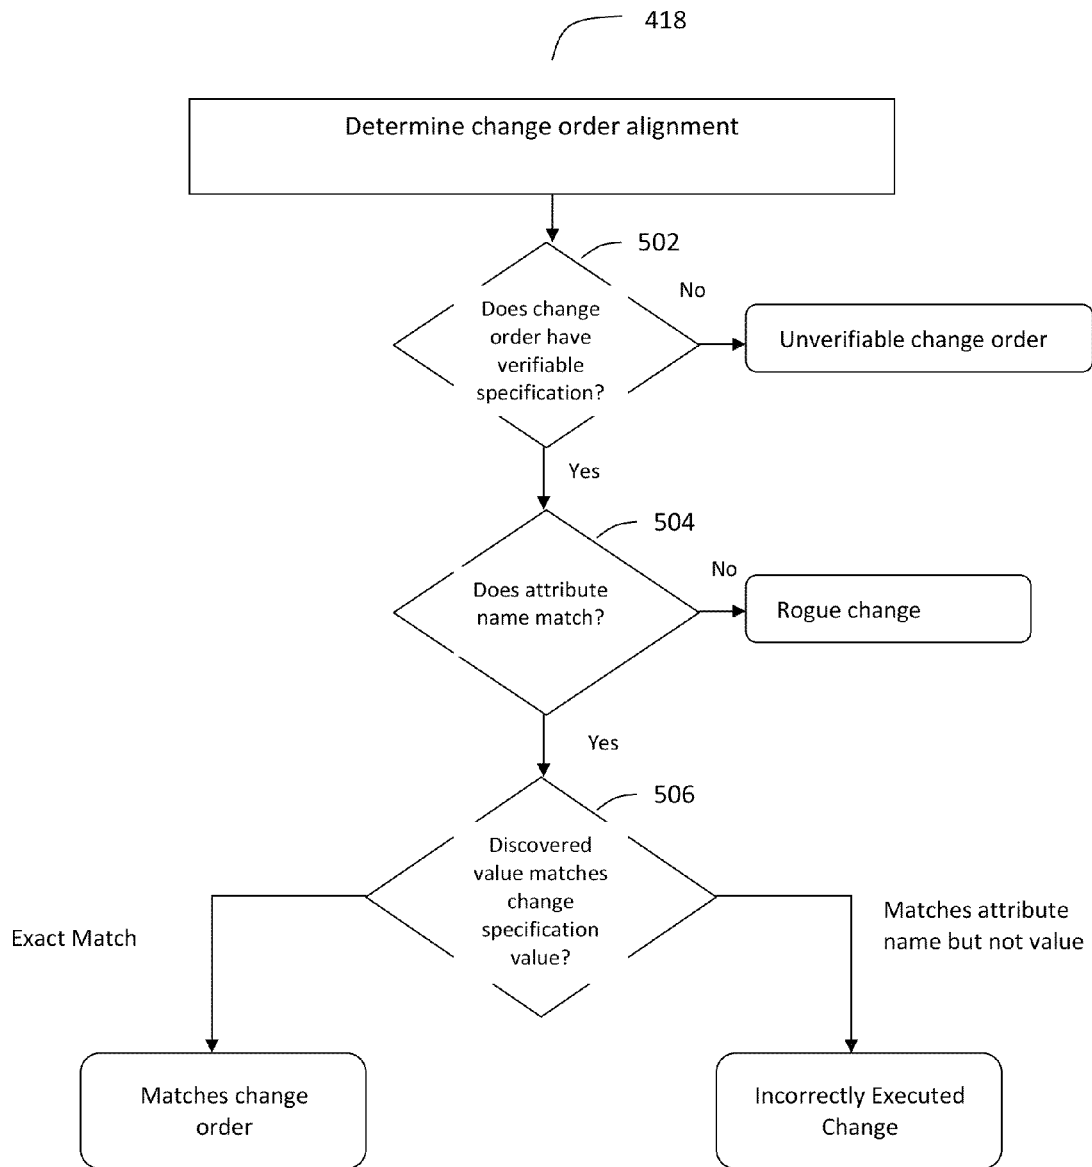 418
Determine change order alignment
502
No
Does change
order have
verifiable
specification?
Unverifiable change order
Yes
504
No
Does attribute
name match?
Rogue change
Yes
506
Discovered
value matches
change
specification
value?
Exact Match
Matches attribute
name but not value
Matches change
order
Incorrectly Executed
Change